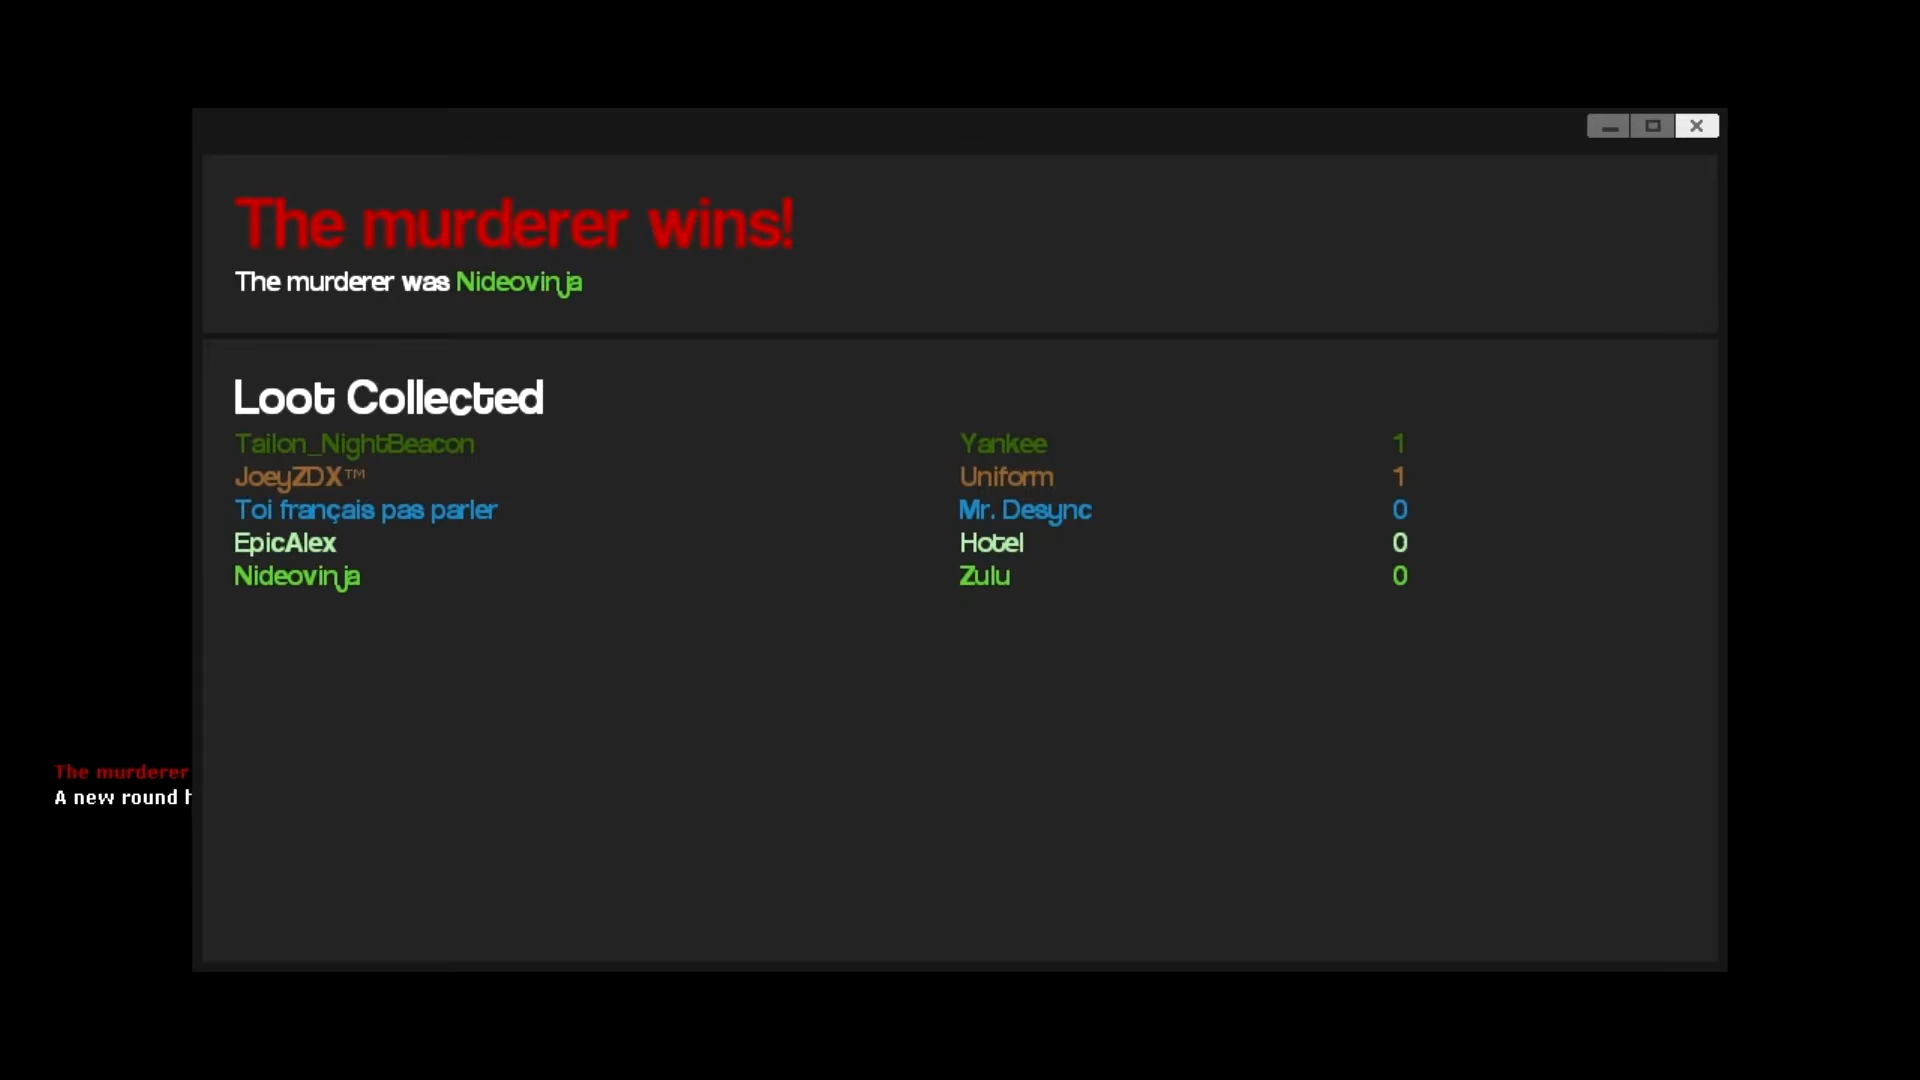 The murderer wins!
The murderer was Nideovinja
Loot Collected
Tailon_NightBeacon Yankee 1
JoeyZDX™ Uniform 1
Toi français pas parler Mr. Desync 0
EpicAlex Hotel 0
Nideovinja Zulu 0
The murderer
A new round